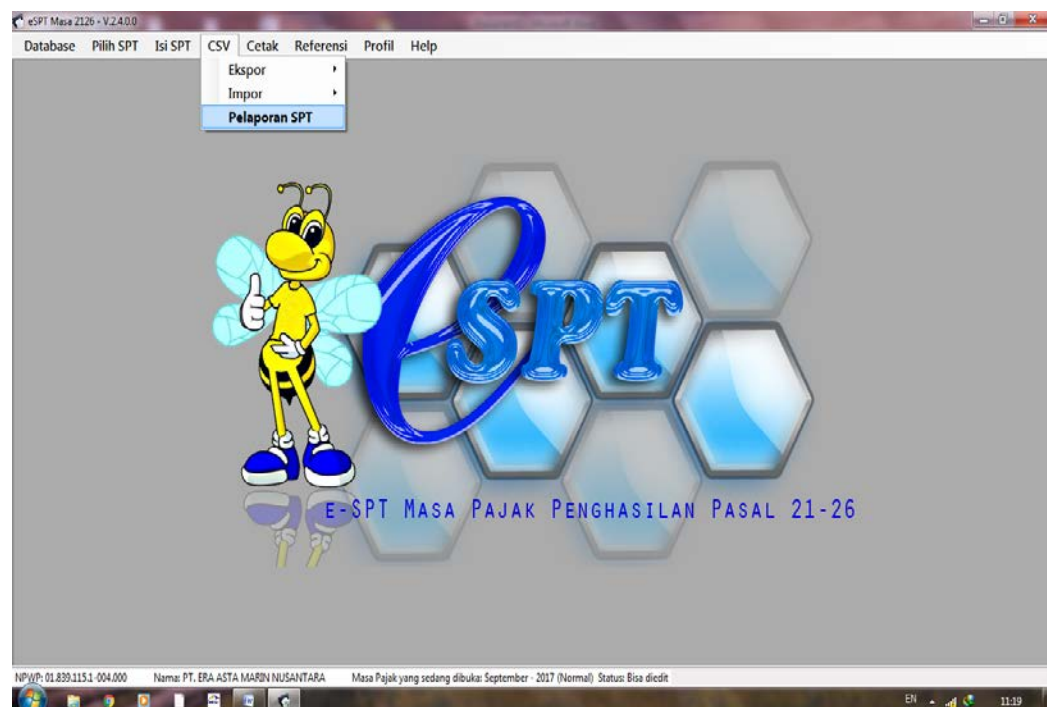 eSPT Masa 2126 - V.2.4.0.0
Database Pilih SPT Isi SPT CSV Cetak Referensi Profil Help
Ekspor
Impor
Pelaporan SPT
eSPT
e-SPT Masa Pajak Penghasilan Pasal 21-26
NPWP: 01.839.115.1-004.000 Nama: PT. ERA ASTA MARIN NUSANTARA Masa Pajak yang sedang dibuka: September - 2017 (Normal) Status: Bisa diedit
EN 11:19